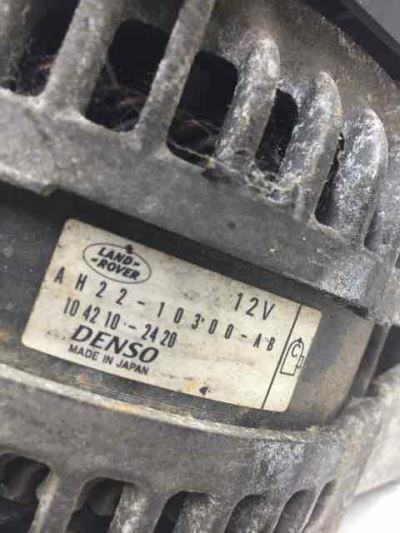 LAND-
-ROVER
12V
AH22-10300-AB
104210-2420
DENSO
MADE IN JAPAN